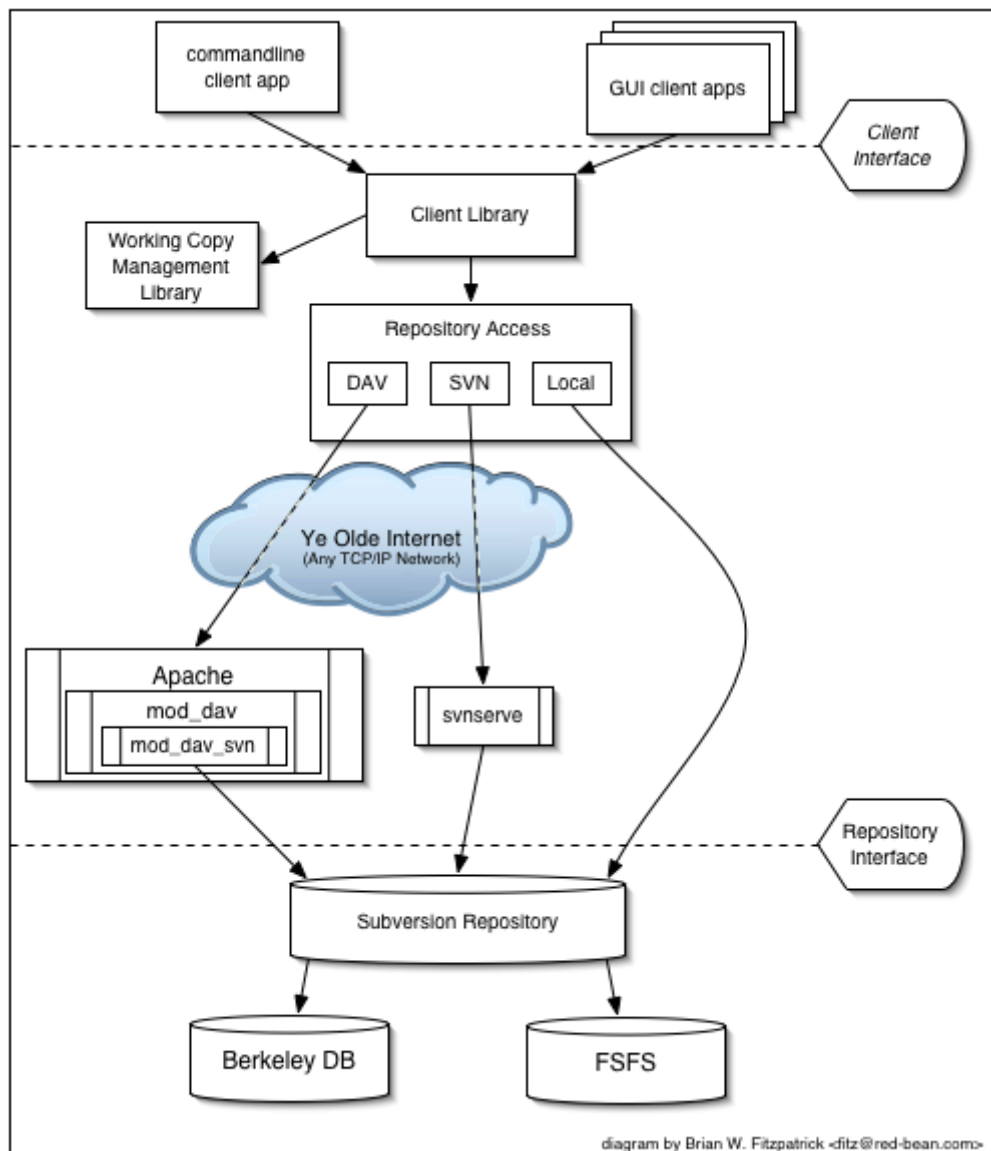 commandline
client app
GUI client apps
Client
Interface
Client Library
Working Copy
Management
Library
Repository Access
DAV
SVN
Local
Ye Olde Internet
(Any TCP/IP Network)
Apache
mod_dav
mod_dav_svn
svnserve
Repository
Interface
Subversion Repository
Berkeley DB
FSFS
diagram by Brian W. Fitzpatrick <fitz@red-bean.com>